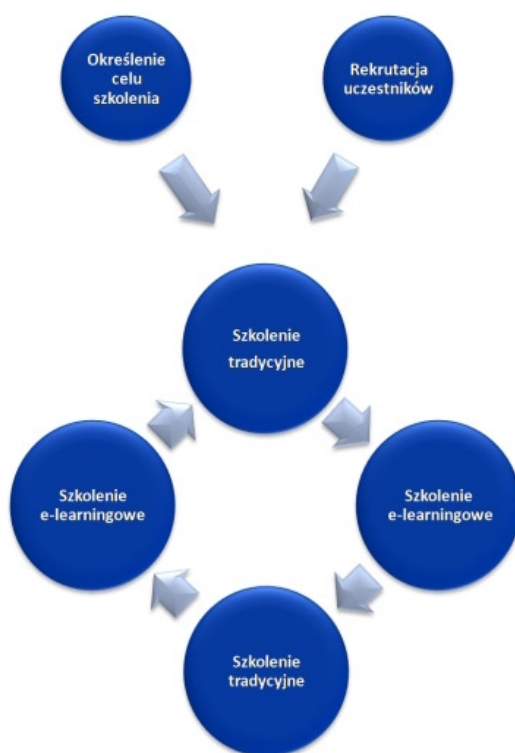 Określenie
celu
szkolenia
Rekrutacja
uczestników
Szkolenie
tradycyjne
Szkolenie
e-learningowe
Szkolenie
e-learningowe
Szkolenie
tradycyjne